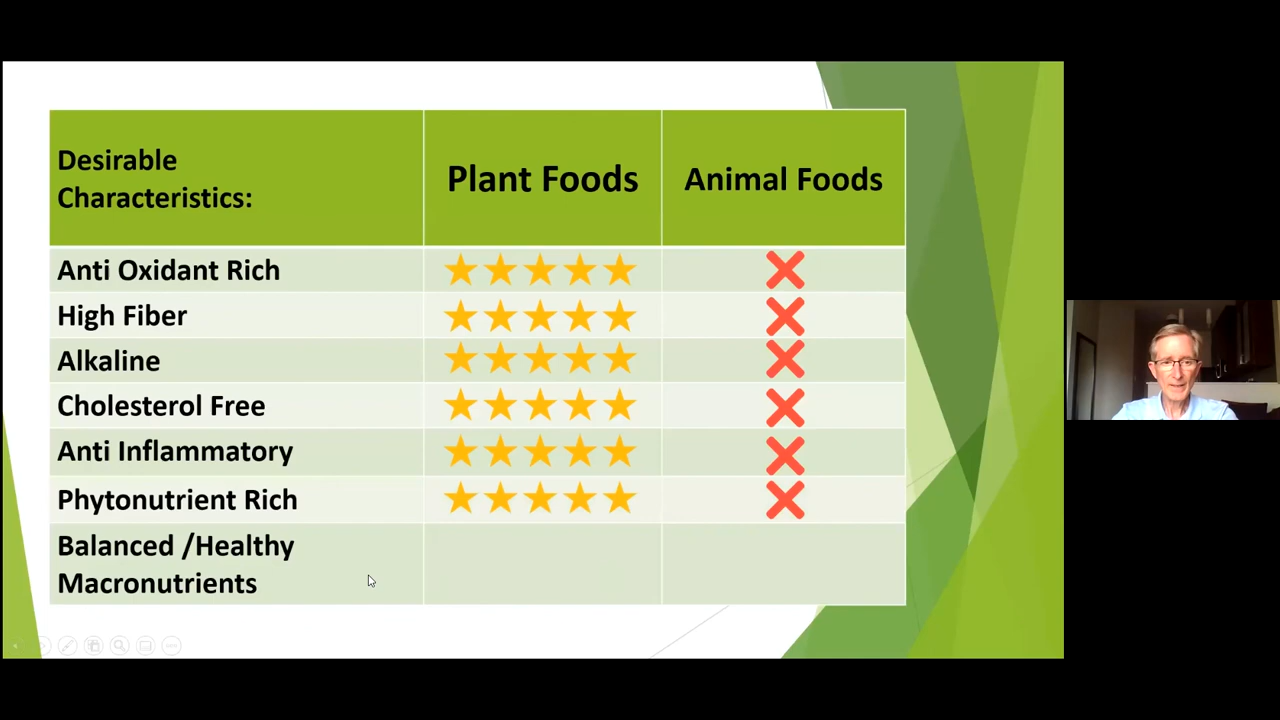 Desirable
Characteristics:
Plant Foods
Animal Foods
Anti Oxidant Rich
High Fiber
Alkaline
Cholesterol Free
Anti Inflammatory
Phytonutrient Rich
Balanced /Healthy
Macronutrients